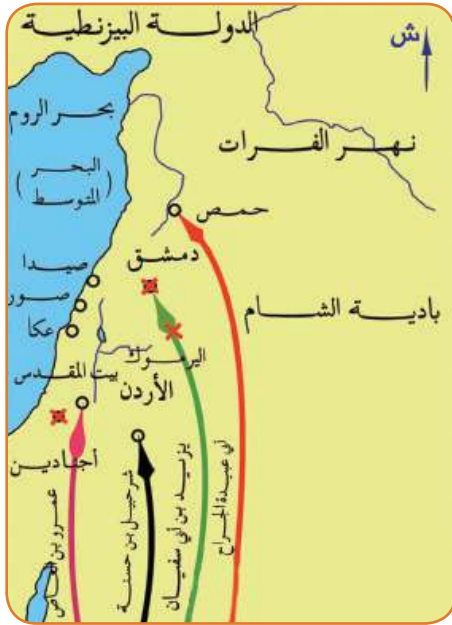 الدولة البيزنطية
ش
بحر الروم
(البحر
المتوسط)
نهر الفرات
حمص
دمشق
صيدا
صور
عكا
بادية الشام
اليرموك
بيت المقدس
الأردن
أجنادين
عمرو بن العاص
شرحبيل بن حسنة
يزيد بن أبي سفيان
أبي عبيدة الجراح